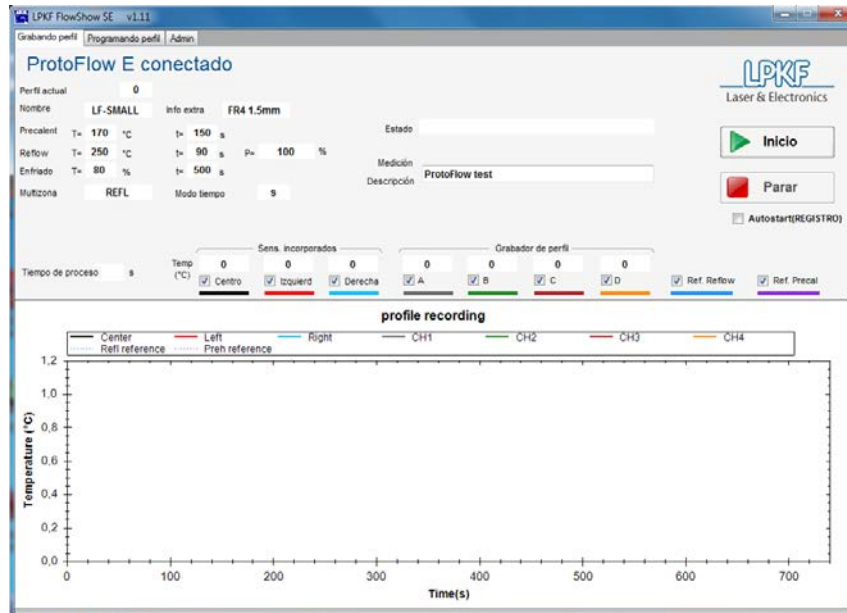 LPKF FlowShow SE v1.11
Grabando perfil Programando perfil Admin
ProtoFlow E conectado
LPKF
Laser & Electronics
Perfil actual 0
Nombre LF-SMALL Info extra FR4 1.5mm
Precalent T= 170 °C t= 150 s
Estado
Inicio
Reflow T= 250 °C t= 90 s P= 100 %
Medición
Enfriado T= 80 % t= 500 s
Descripción ProtoFlow test
Parar
Multizona REFL Modo tiempo s
Autostart(REGISTRO)
Sens. incorporados Grabador de perfil
Tiempo de proceso s
Temp (°C) 0 0 0 0 0 0 0
Centro Izquierd Derecha A B C D Ref. Reflow Ref. Precal
profile recording
Center Left Right CH1 CH2 CH3 CH4
Refl reference Preh reference
1,2
1,0
0,8
0,6
0,4
0,2
0,0
Temperature (°C)
0 100 200 300 400 500 600 700
Time(s)